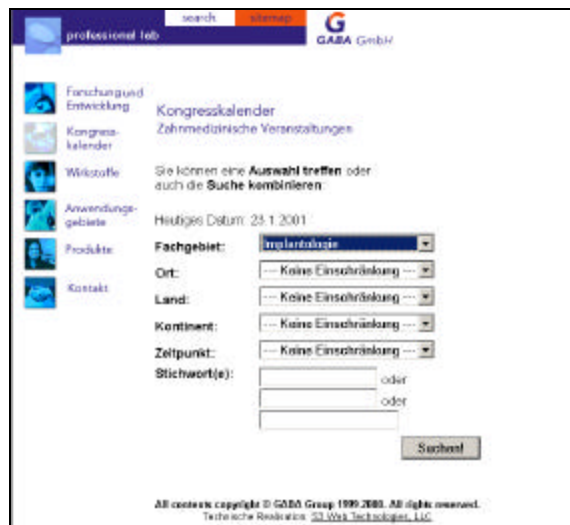 search sitemap
professional lab
G
GABA GmbH
Forschung und
Entwicklung
Kongress-
kalender
Wirkstoffe
Anwendungs-
gebiete
Produkte
Kontakt
Kongresskalender
Zahnmedizinische Veranstaltungen
Sie können eine Auswahl treffen oder
auch die Suche kombinieren:
Heutiges Datum: 23.1.2001
Fachgebiet: Implantologie
Ort: --- Keine Einschränkung ---
Land: --- Keine Einschränkung ---
Kontinent: --- Keine Einschränkung ---
Zeitpunkt: --- Keine Einschränkung ---
Stichwort(e): oder
oder
Suchen!
All contents copyright © GABA Group 1999-2000. All rights reserved.
Technische Realisation: S3 Web Technologies, LLC